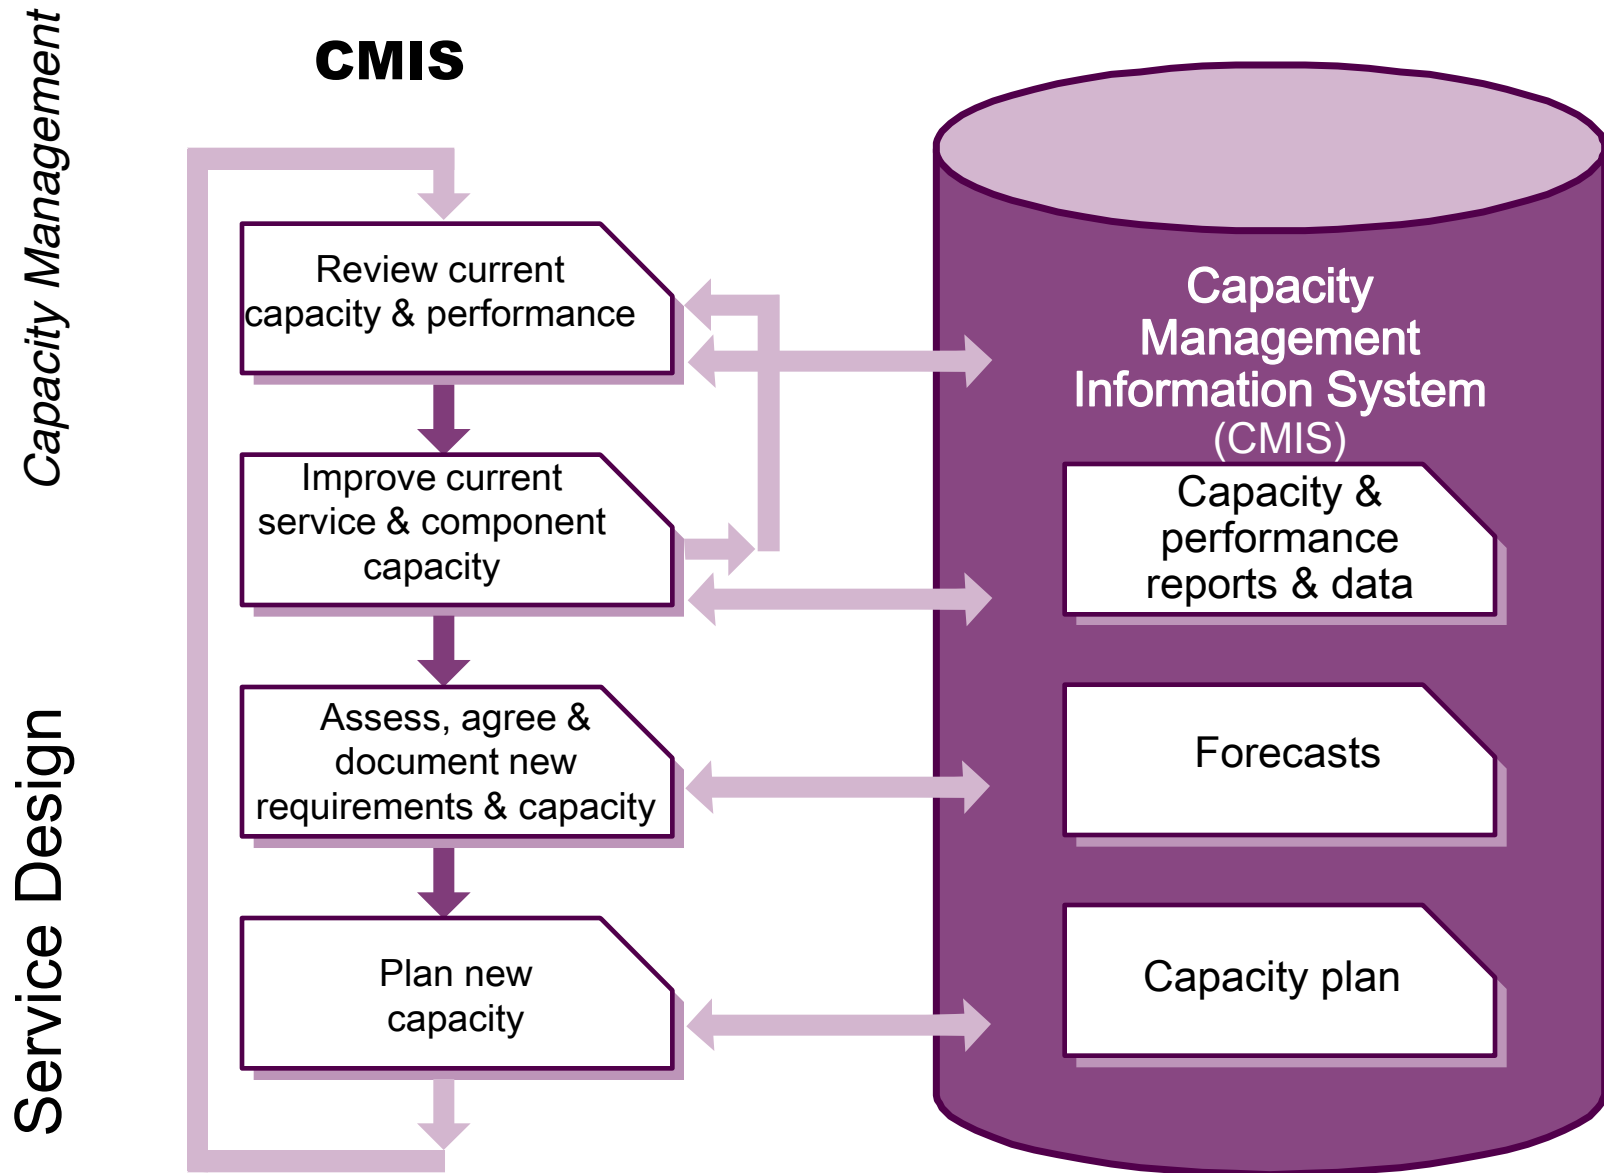 Capacity Management
Service Design
CMIS
Review current
capacity & performance
Improve current
service & component
capacity
Assess, agree &
document new
requirements & capacity
Plan new
capacity
Capacity
Management
Information System
(CMIS)
Capacity &
performance
reports & data
Forecasts
Capacity plan